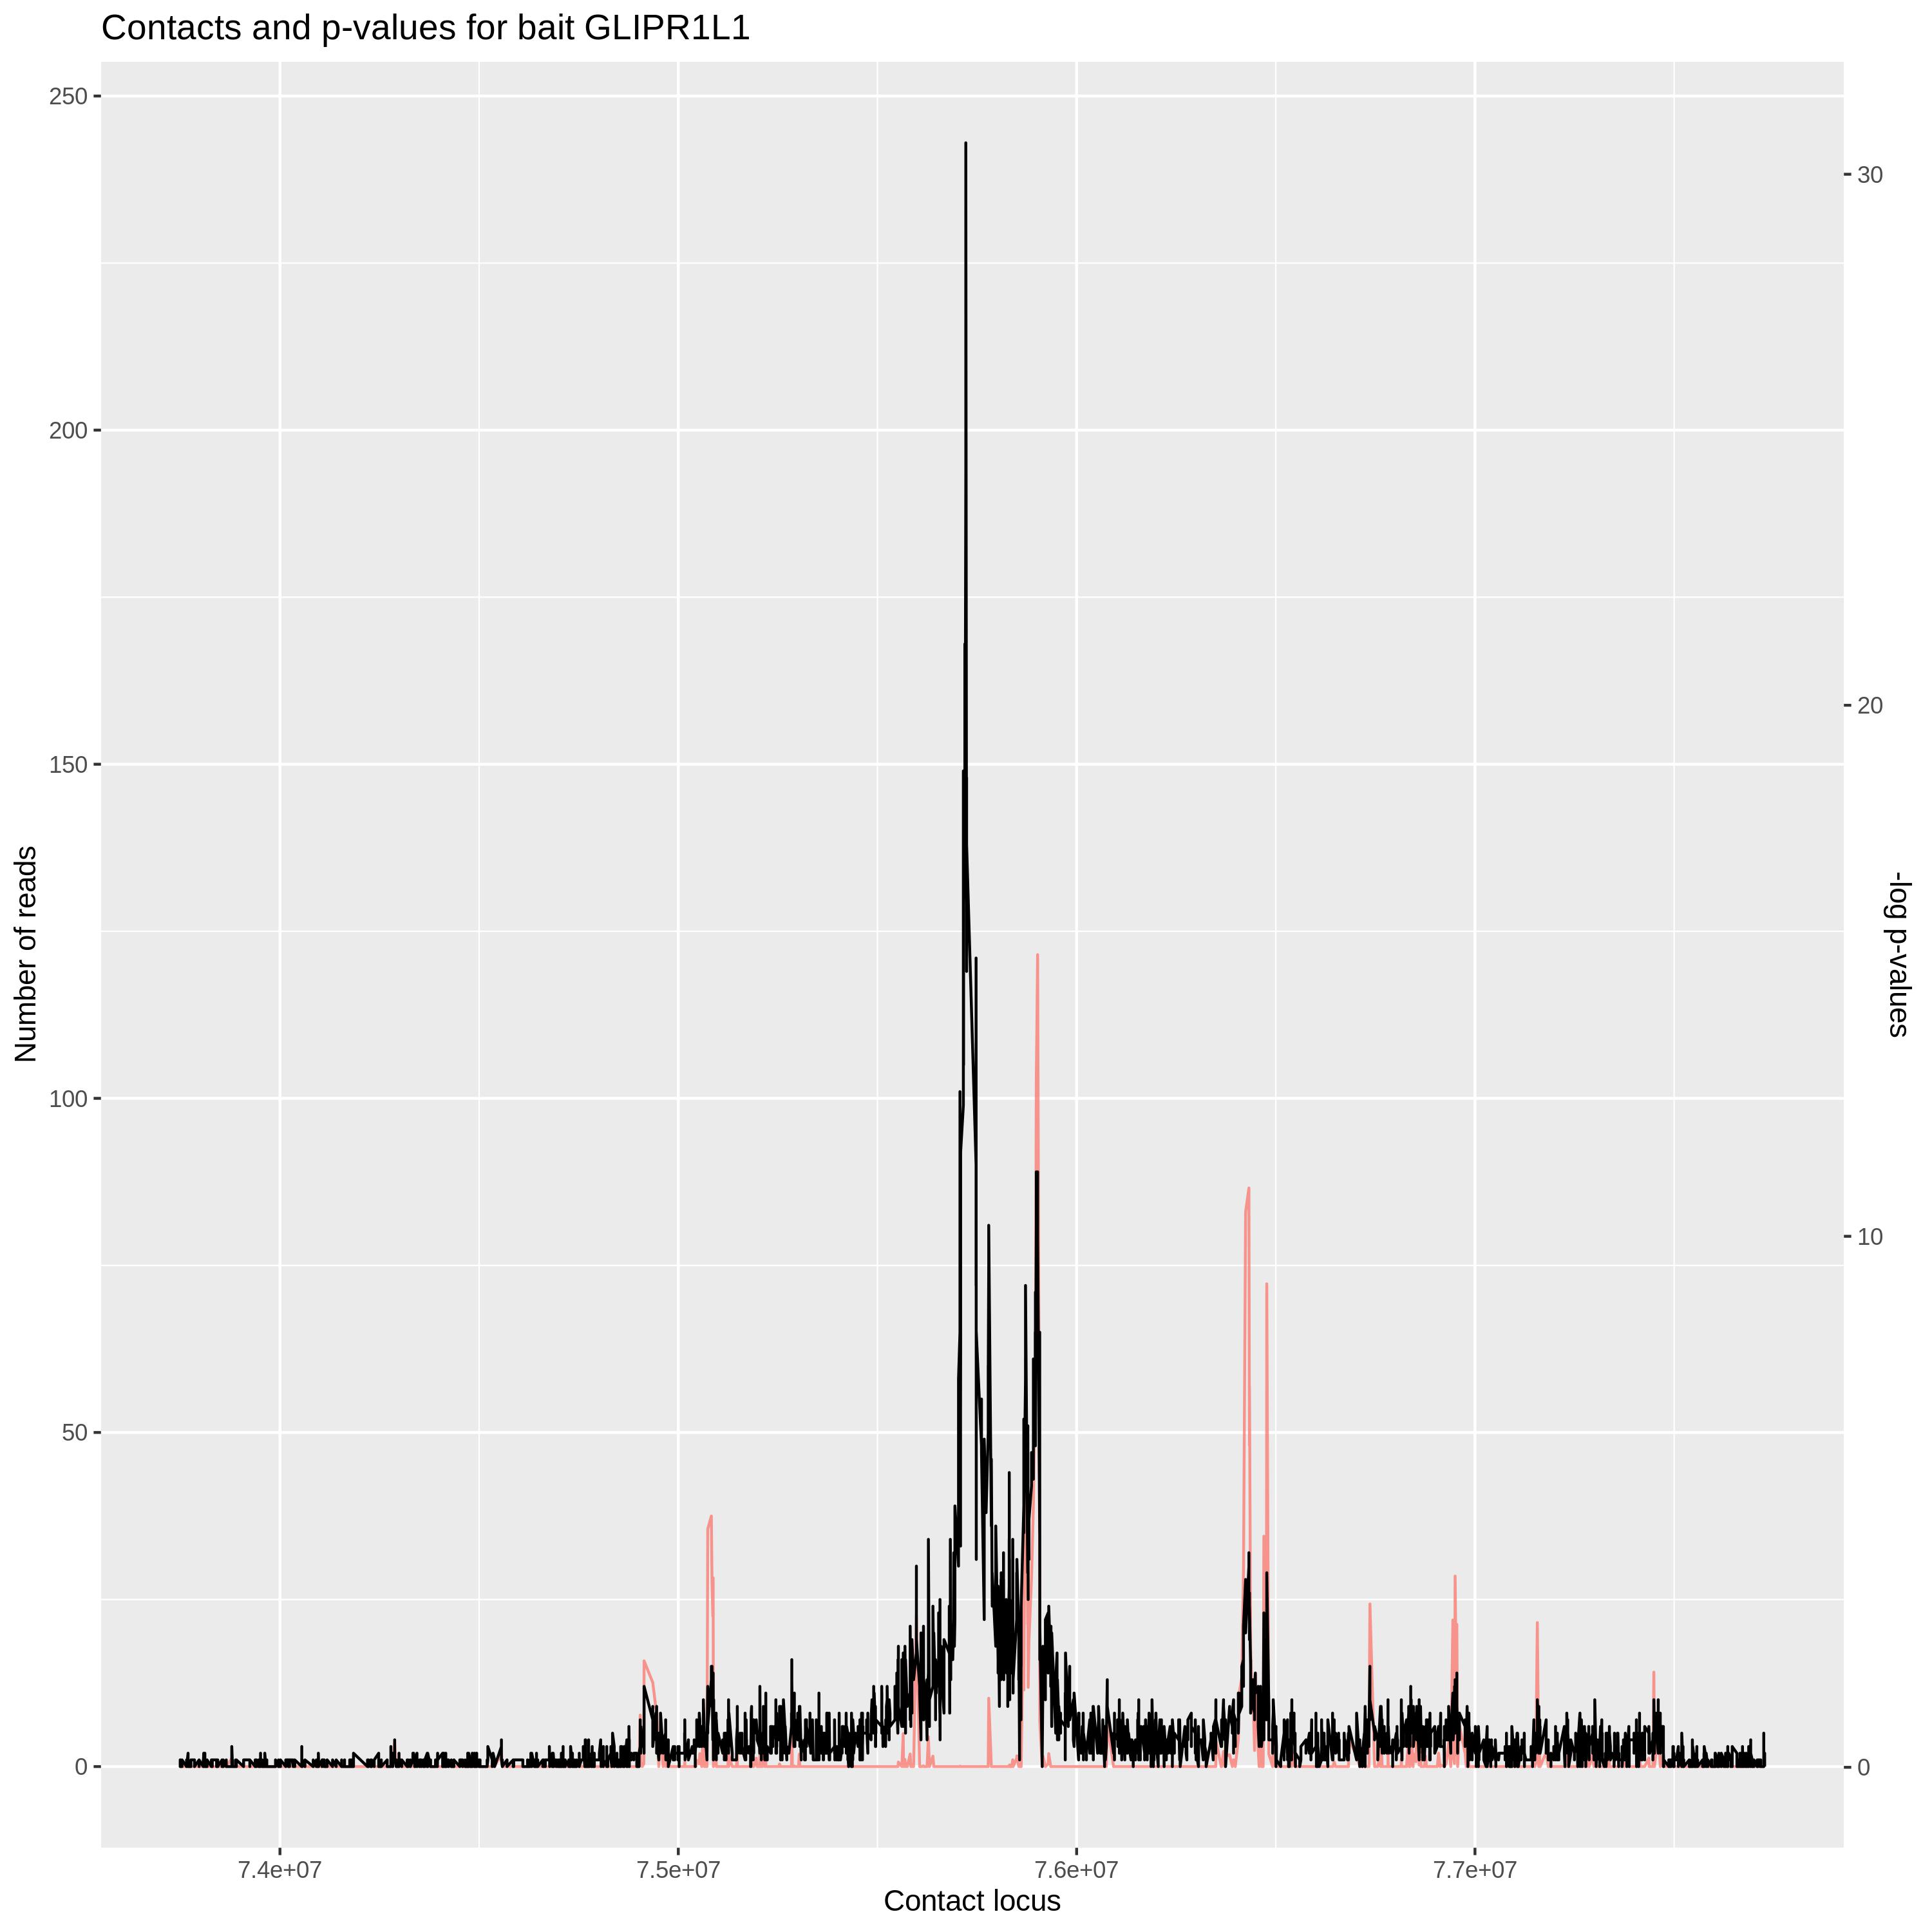 Contacts and p-values for bait GLIPR1L1
250
200
150
100
50
0
Number of reads
30
20
10
0
-log p-values
7.4e+07
7.5e+07
7.6e+07
7.7e+07
Contact locus